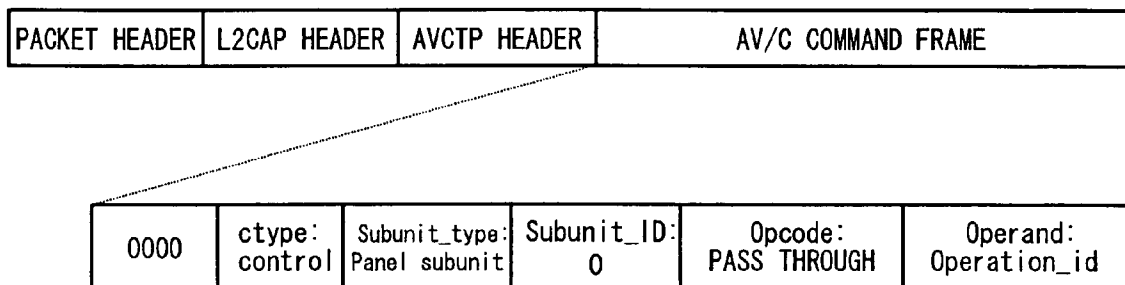 PACKET HEADER L2CAP HEADER AVCTP HEADER AV/C COMMAND FRAME
0000
ctype:
control
Subunit_type:
Panel subunit
Subunit_ID:
0
Opcode:
PASS THROUGH
Operand:
Operation_id